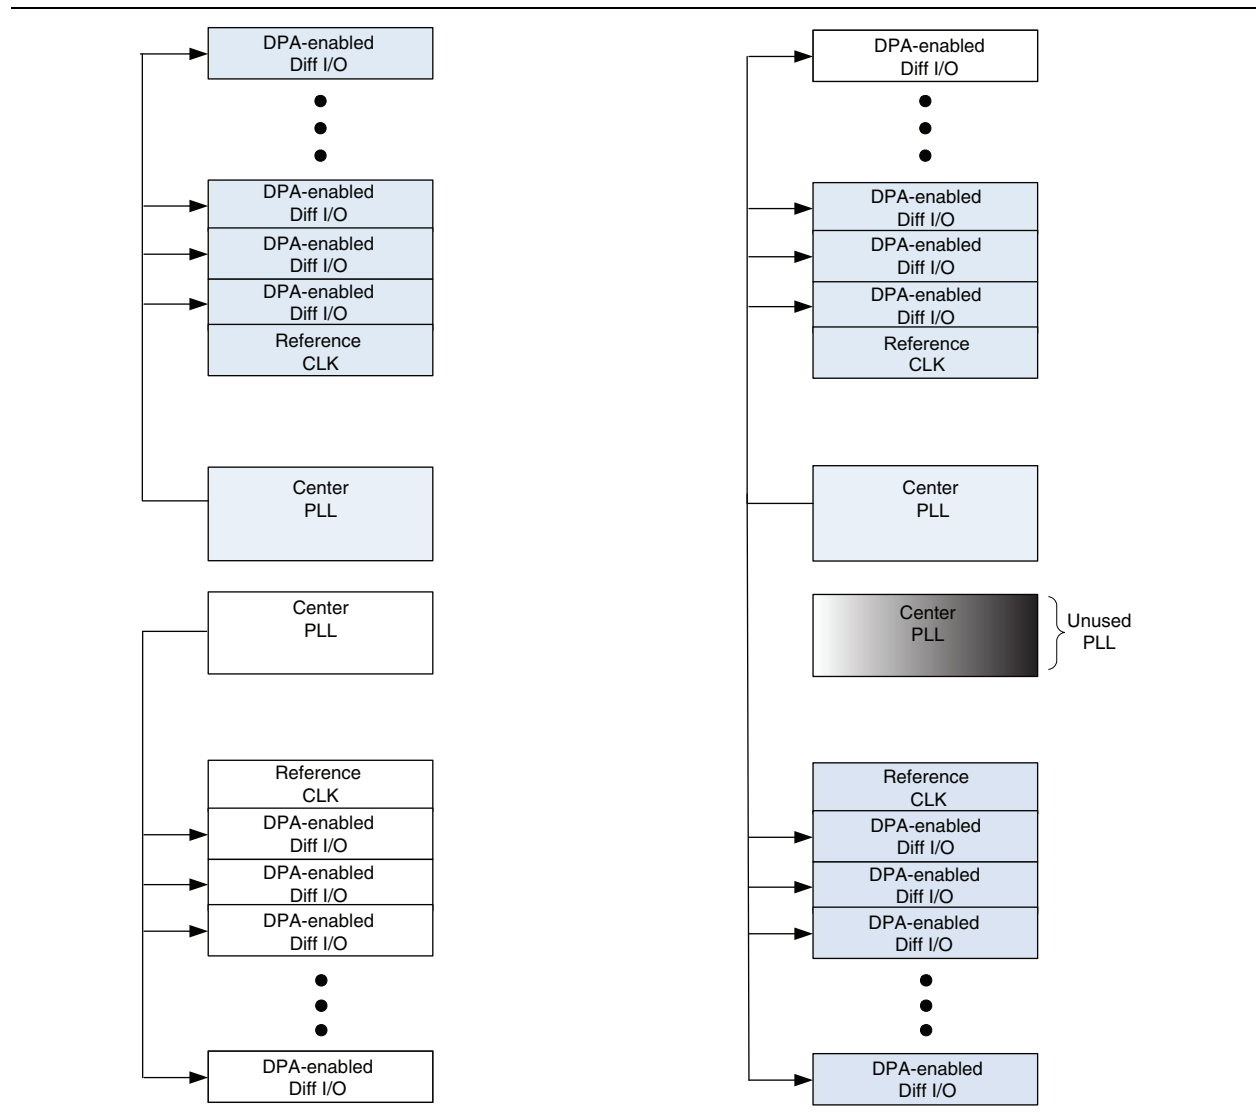 DPA-enabled
Diff I/O
DPA-enabled
Diff I/O
DPA-enabled
Diff I/O
DPA-enabled
Diff I/O
Reference
CLK
Center
PLL
Center
PLL
Reference
CLK
DPA-enabled
Diff I/O
DPA-enabled
Diff I/O
DPA-enabled
Diff I/O
DPA-enabled
Diff I/O
DPA-enabled
Diff I/O
DPA-enabled
Diff I/O
DPA-enabled
Diff I/O
DPA-enabled
Diff I/O
Reference
CLK
Center
PLL
Center
PLL
Unused
PLL
Reference
CLK
DPA-enabled
Diff I/O
DPA-enabled
Diff I/O
DPA-enabled
Diff I/O
DPA-enabled
Diff I/O